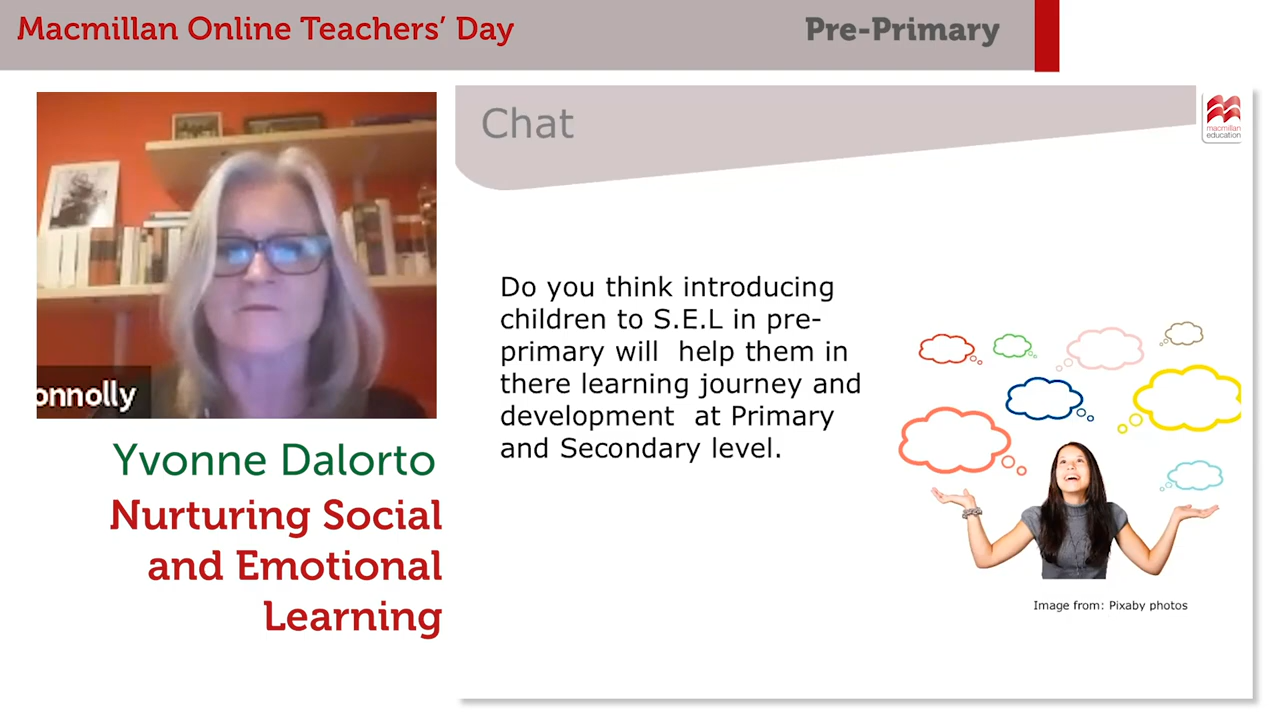 Macmillan Online Teachers' Day
Pre-Primary
onnolly
Yvonne Dalorto
Nurturing Social
and Emotional
Learning
Chat
macmillan
education
Do you think introducing
children to S.E.L in pre-
primary will  help them in
there learning journey and
development  at Primary
and Secondary level.
Image from: Pixaby photos